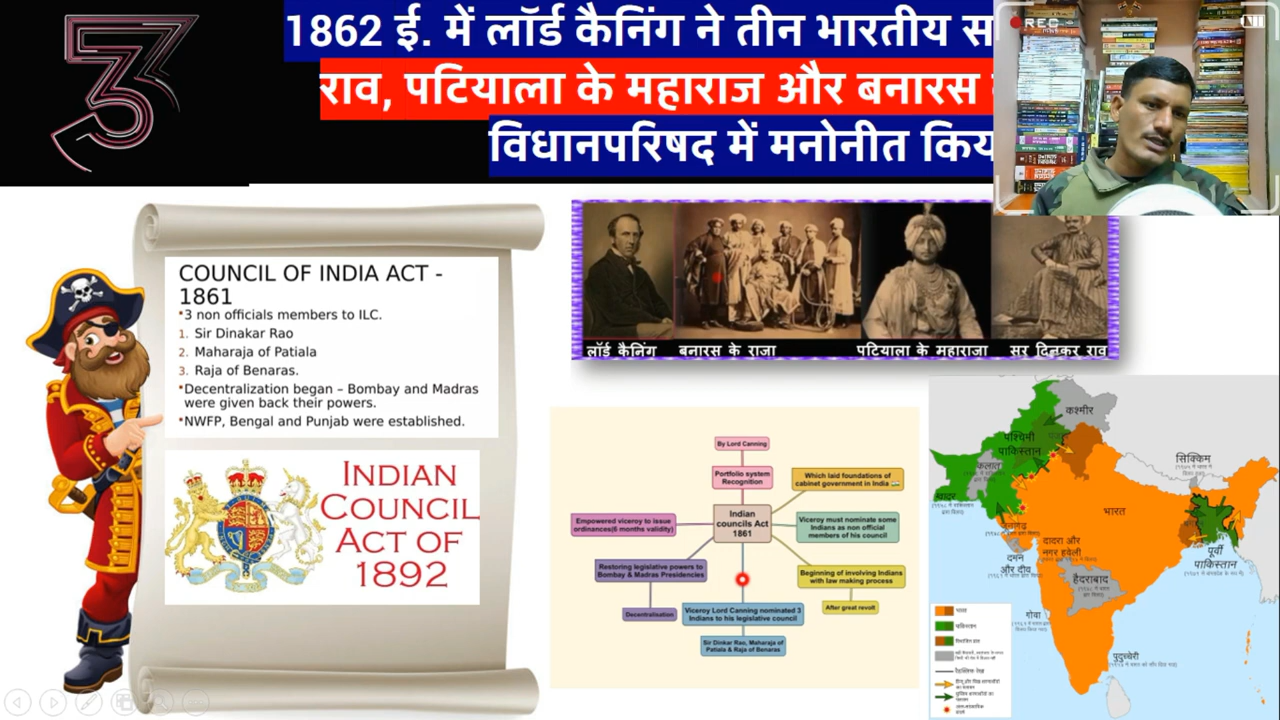 3
1862 ई में लॉर्ड कैनिंग ने तीन भारतीय
व, पटियाला के महाराज और बनारस
विधानपरिषद में मनोनीत
REC
COUNCIL OF INDIA ACT -
1861
▪3 non officials members to ILC.
1. Sir Dinakar Rao
2. Maharaja of Patiala
3. Raja of Benaras.
▪Decentralization began – Bombay and Madras
were given back their powers.
▪NWFP, Bengal and Punjab were established.
INDIAN
COUNCIL
ACT OF
1892
लॉर्ड कैनिंग बनारस के राजा पटियाला के महाराजा सर दिनकर राव
By Lord Canning
Portfolio system
Recognition
Which laid foundations of
cabinet government in India
Indian
councils Act
1861
Empowered viceroy to issue
ordinances(6 months validity)
Viceroy must nominate some
Indians as non official
members of his council
Restoring legislative powers to
Bombay & Madras Presidencies
Beginning of involving Indians
with law making process
Decentralisation
After great revolt
Viceroy Lord Canning nominated 3
Indians to his legislative council
Sir Dinkar Rao, Maharaja of
Patiala & Raja of Benaras
कश्मीर
पश्चिमी
पाकिस्तान
कलात
सिक्किम
ग्वादर
भारत
जूनागढ़
दादरा और
नगर हवेली
दमन
और दीव
पूर्वी
पाकिस्तान
हैदराबाद
गोवा
पुदुच्चेरी
भारत
पाकिस्तान